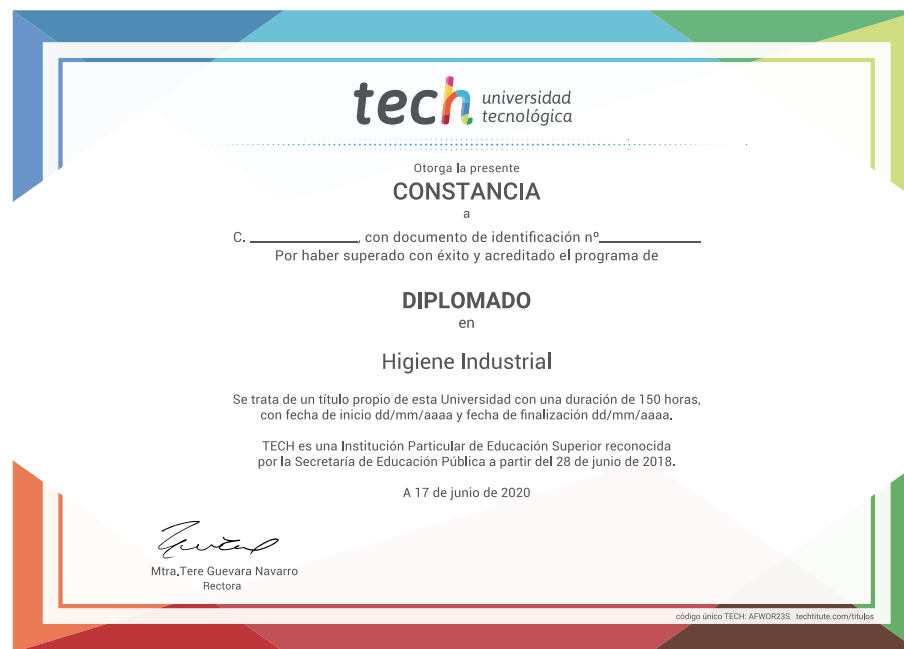 tech universidad
tecnológica
Otorga la presente
CONSTANCIA
a
C. ____________, con documento de identificación nº____________
Por haber superado con éxito y acreditado el programa de
DIPLOMADO
en
Higiene Industrial
Se trata de un título propio de esta Universidad con una duración de 150 horas,
con fecha de inicio dd/mm/aaaa y fecha de finalización dd/mm/aaaa.
TECH es una Institución Particular de Educación Superior reconocida
por la Secretaría de Educación Pública a partir del 28 de junio de 2018.
A 17 de junio de 2020
Mtra.Tere Guevara Navarro
Rectora
código único TECH: AFWOR23S techtitute.com/titulos